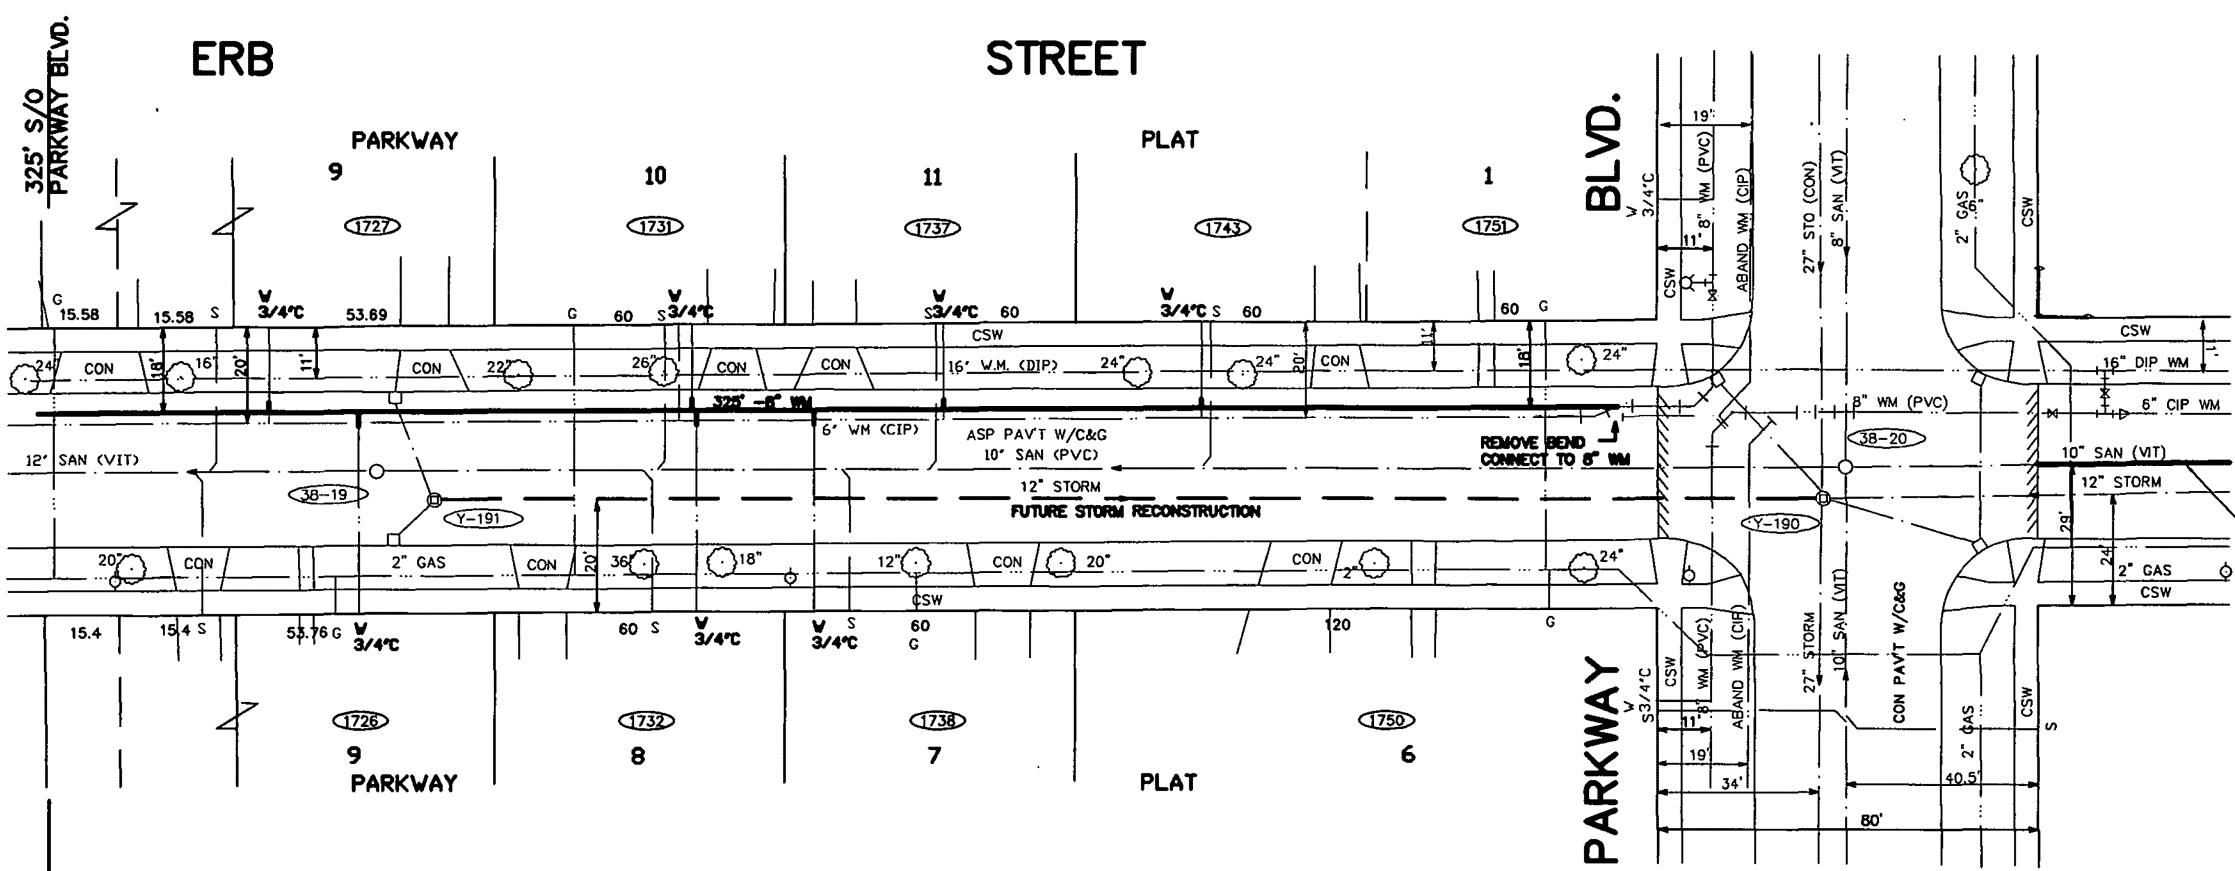 325' S/O
PARKWAY BLVD.
ERB STREET
PARKWAY PLAT
9 10 11 1
1727 1731 1737 1743 1751
BLVD.
19'
W
3/4"C
8" WM (PVC)
ABAND WM (CIP)
11'
CSW
27" STO (CON)
8" SAN (VIT)
2" GAS
6"
CSW
G 15.58 15.58 S
W
3/4"C
53.69
G 60 S
W
3/4"C
S
W
3/4"C
60
W
3/4"C
S 60
60 G
CSW
CSW
24" CON 18' 16" 20' 11' CON 22" 26" CON CON 16" W.M. (DIP) 24" 24" 20' CON 11' 18' 24"
16" DIP WM
11'
325' -8" WM
6" WM (CIP)
ASP PAV'T W/C&G
10" SAN (PVC)
REMOVE BEND
CONNECT TO 8" WM
8" WM (PVC)
6" CIP WM
38-20
12" SAN (VIT)
10" SAN (VIT)
38-19
12" STORM
12" STORM
Y-191
FUTURE STORM RECONSTRUCTION
Y-190
29'
24'
20" CON 2" GAS CON 20' 36" 18" 12" CON 20" CON 2" 24"
2" GAS
CSW
CSW
15.4 15.4 S 53.76 G
W
3/4"C
60 S
W
3/4"C
W
3/4"C
60
G
120
G
CSW
8" WM (PVC)
ABAND WM (CIP)
27" STORM
10" SAN (VIT)
CON PAV'T W/C&G
2" GAS
CSW
S
W
S 3/4"C
11'
19'
34'
40.5'
80'
1726 1732 1738 1750
9 8 7 6
PARKWAY PLAT
PARKWAY